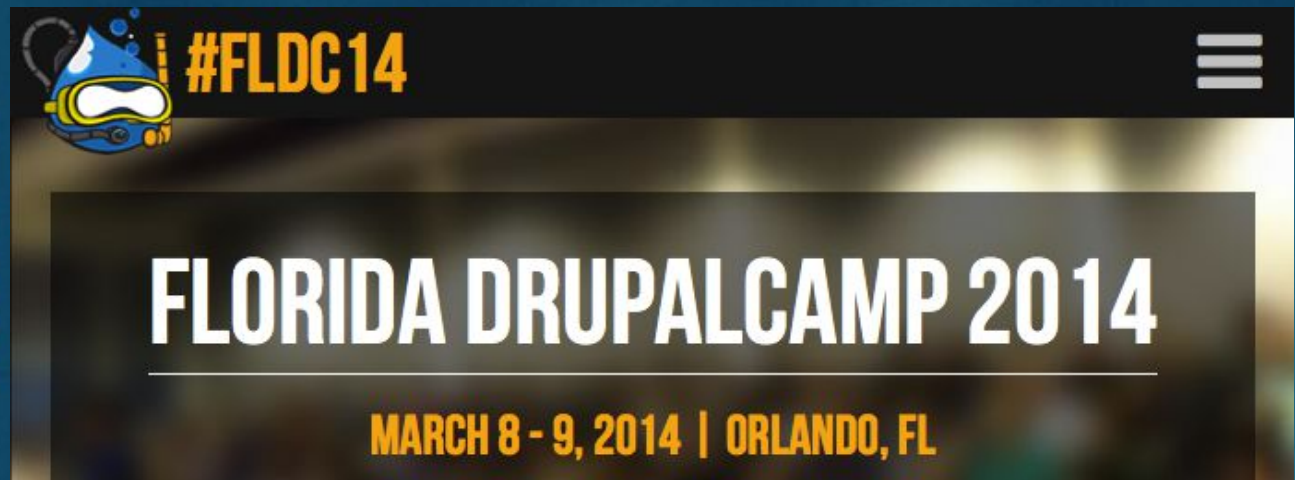 #FLDC14
FLORIDA DRUPALCAMP 2014
MARCH 8 - 9, 2014 | ORLANDO, FL